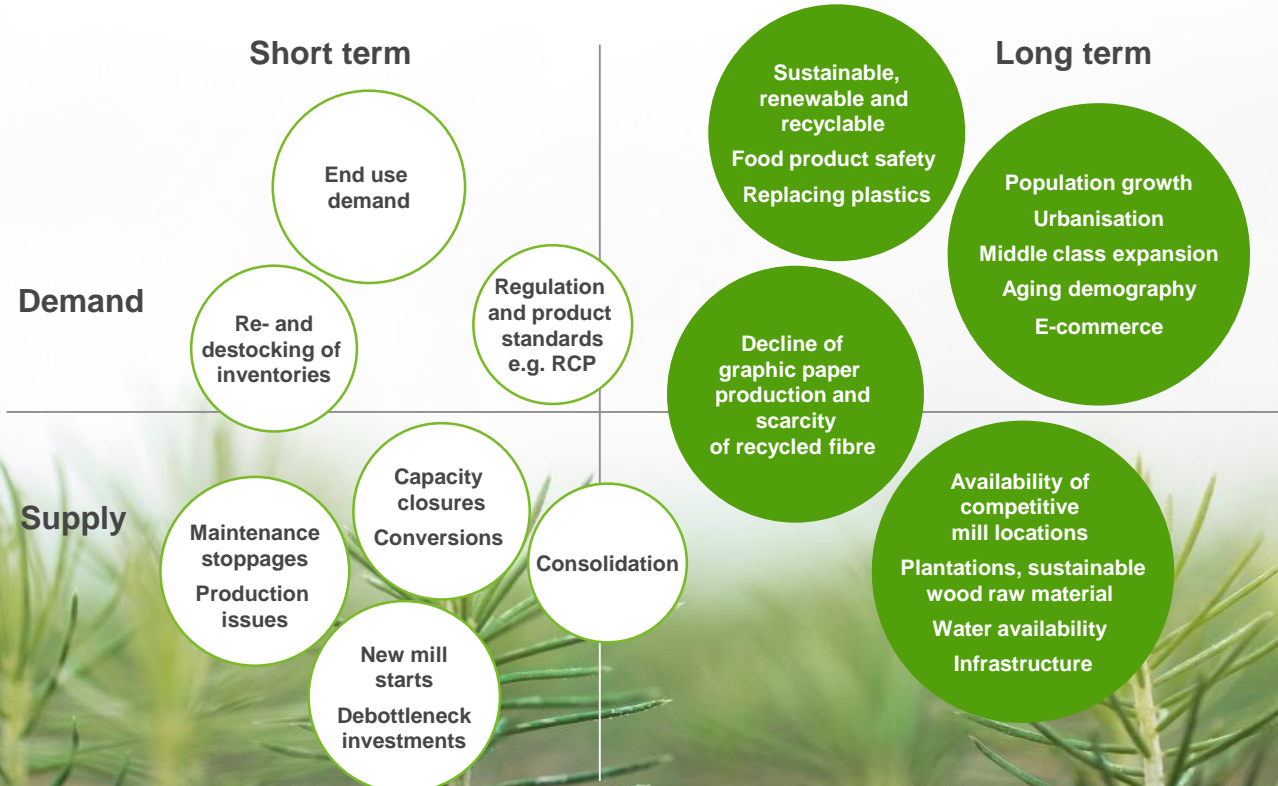 Short term
Long term
Demand
Supply
End use
demand
Re- and
destocking of
inventories
Regulation
and product
standards
e.g. RCP
Sustainable,
renewable and
recyclable
Food product safety
Replacing plastics
Population growth
Urbanisation
Middle class expansion
Aging demography
E-commerce
Decline of
graphic paper
production and
scarcity
of recycled fibre
Maintenance
stoppages
Production
issues
Capacity
closures
Conversions
New mill
starts
Debottleneck
investments
Consolidation
Availability of
competitive
mill locations
Plantations, sustainable
wood raw material
Water availability
Infrastructure